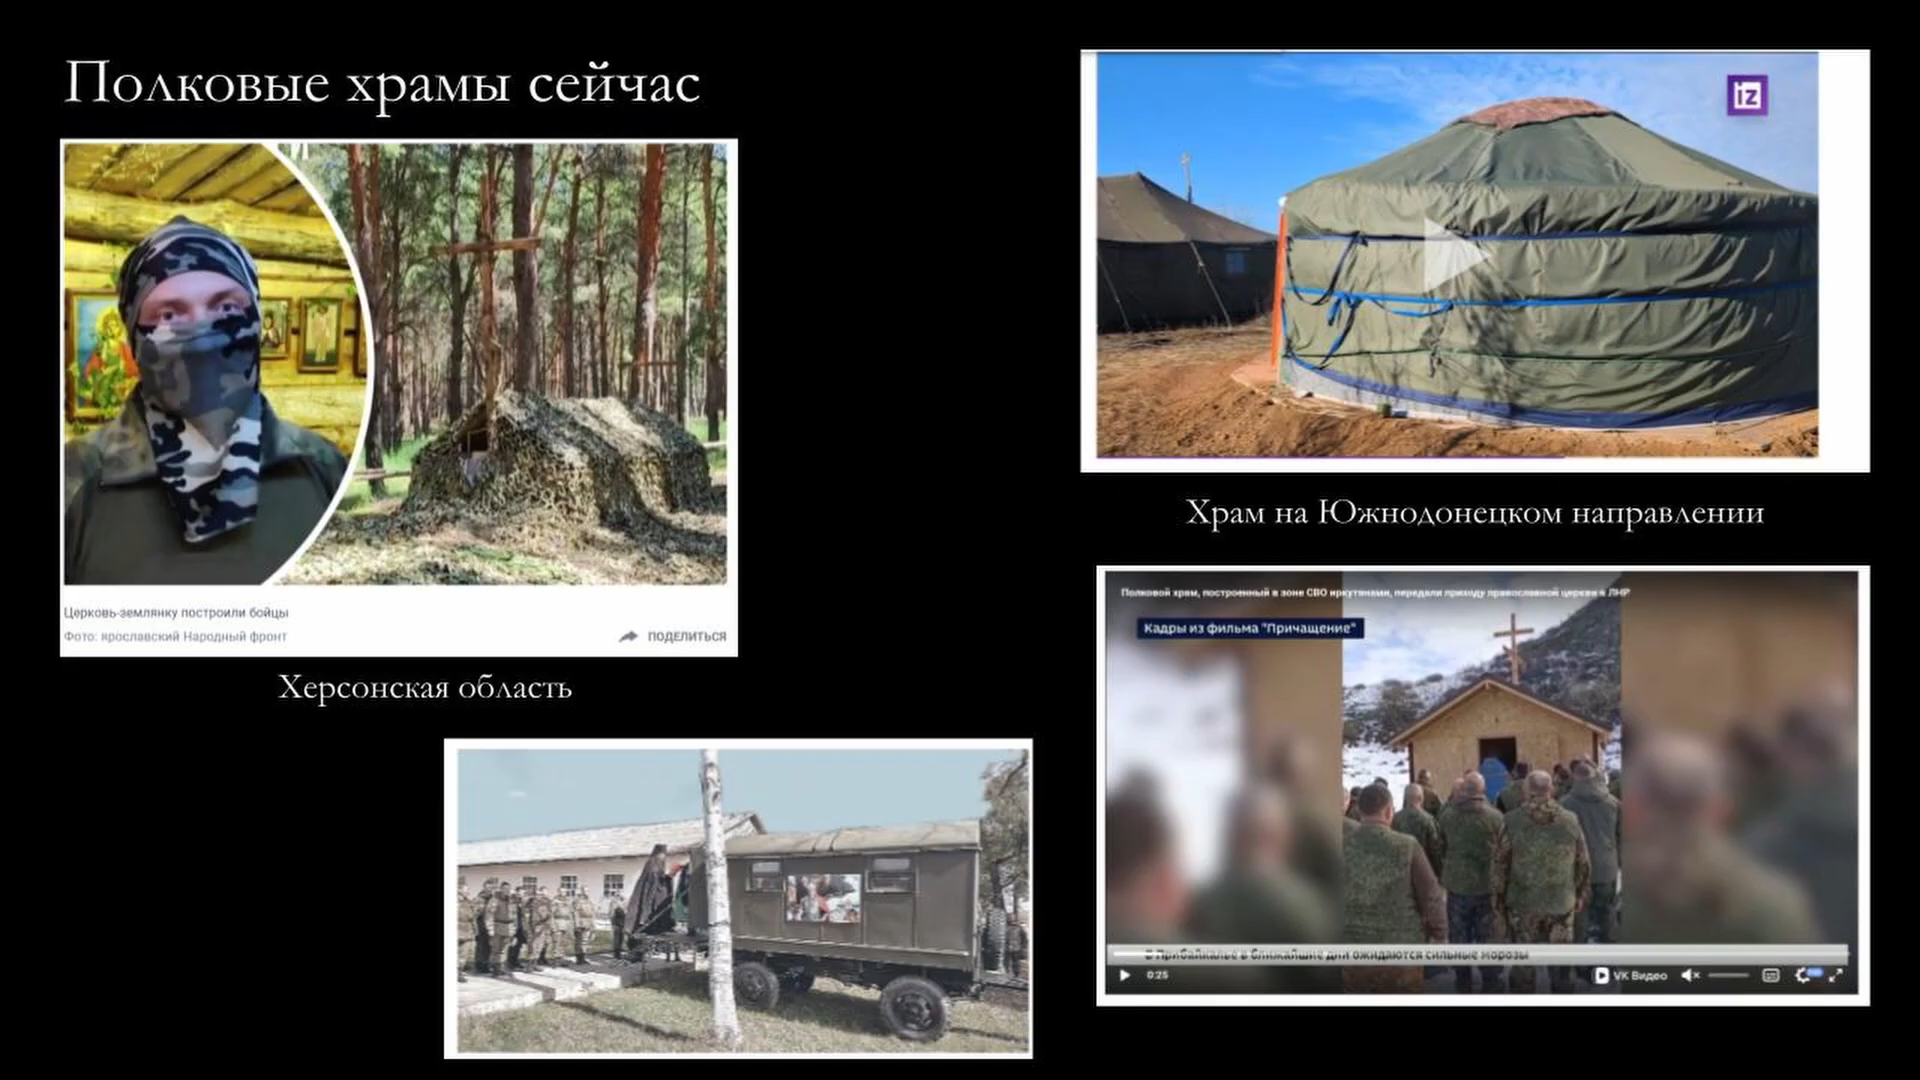 Полковые храмы сейчас
Церковь-землянку построили бойцы
Фото: ярославский Народный фронт
ПОДЕЛИТЬСЯ
Херсонская область
iz
Храм на Южнодонецком направлении
Полковой храм, построенный в зоне СВО иркутянами, передали приходу православной церкви в ЛНР
Кадры из фильма "Причащение"
В Прибайкалье в ближайшие дни ожидаются сильные морозы
0:25
VK Видео